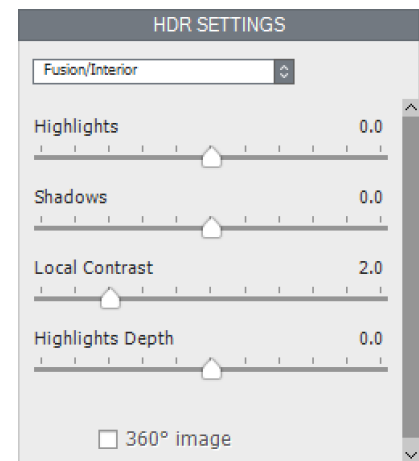 HDR SETTINGS
Fusion/Interior
Highlights 0.0
Shadows 0.0
Local Contrast 2.0
Highlights Depth 0.0
360° image